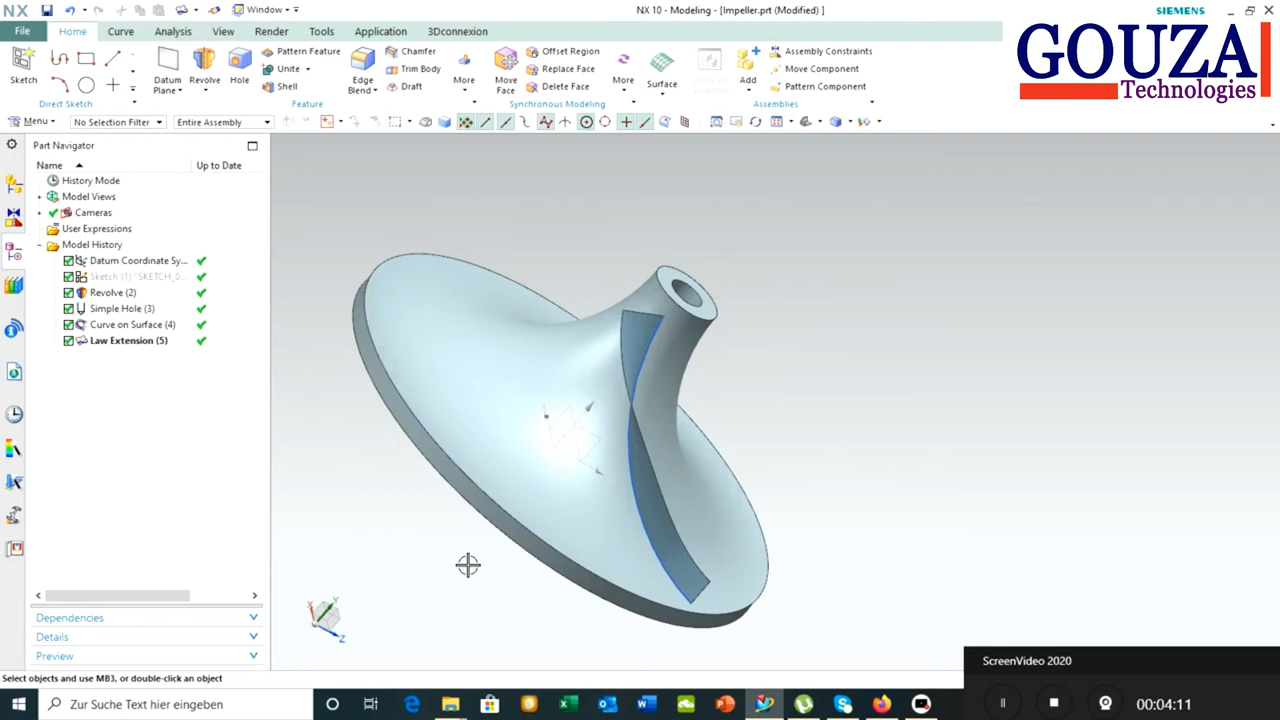 NX
Window
NX 10 - Modeling - [Impeller.prt (Modified) ]
SIEMENS
File Home Curve Analysis View Render Tools Application 3Dconnexion
GOUZA
Technologies
Sketch
Direct Sketch
Datum
Plane
Revolve
Hole
Pattern Feature
Unite
Shell
Edge
Blend
Chamfer
Trim Body
Draft
More
Feature
Move
Face
Offset Region
Replace Face
Delete Face
More
Synchronous Modeling
Surface
Add
Assembly Constraints
Move Component
Pattern Component
Assemblies
Menu
No Selection Filter
Entire Assembly
Part Navigator
Name Up to Date
History Mode
Model Views
Cameras
User Expressions
Model History
Datum Coordinate Sy...
Sketch (1) "SKETCH_0...
Revolve (2)
Simple Hole (3)
Curve on Surface (4)
Law Extension (5)
Dependencies
Details
Preview
X
Y
Z
Select objects and use MB3, or double-click an object
ScreenVideo 2020
00:04:11
Zur Suche Text hier eingeben